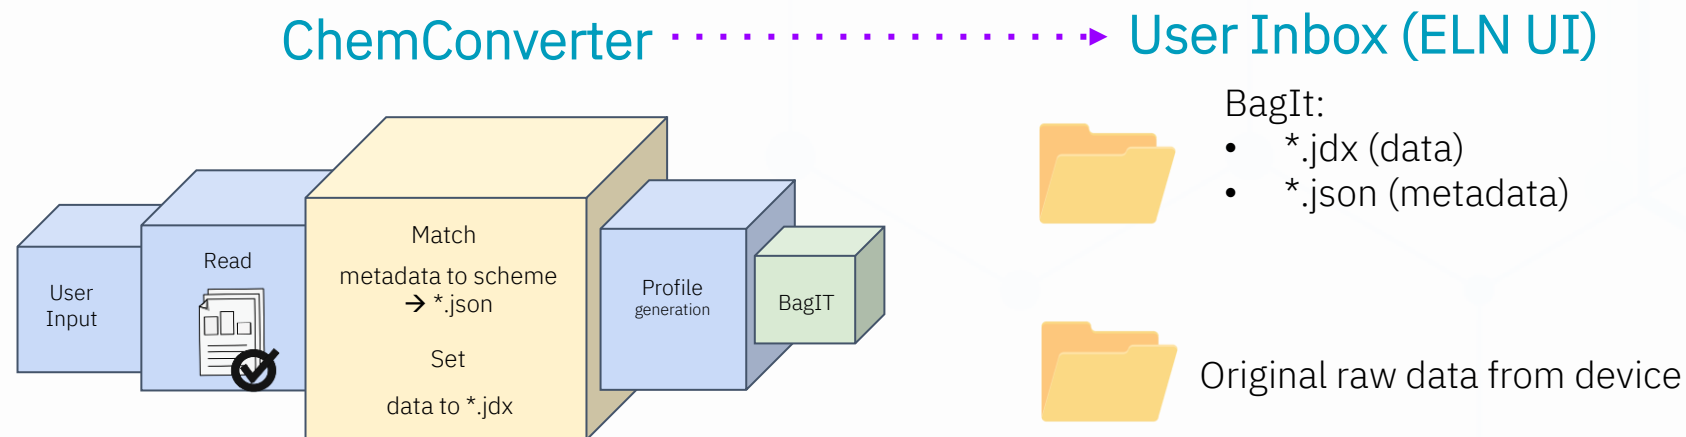 ChemConverter
User Inbox (ELN UI)
User
Input
Read
Match
metadata to scheme
→ *.json
Set
data to *.jdx
Profile
generation
BagIT
BagIt:
• *.jdx (data)
• *.json (metadata)
Original raw data from device